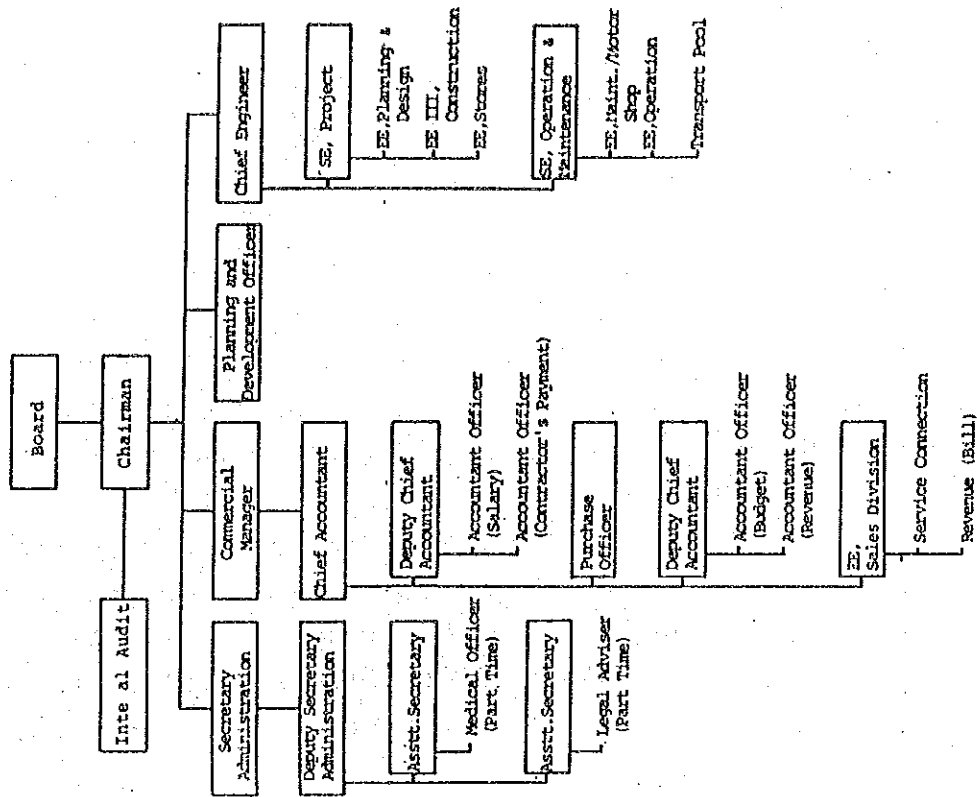 Board
Chairman
Inte al Audit
Secretary
Administration
Commercial
Manager
Planning and
Development Officer
Chief Engineer
Deputy Secretary
Administration
Asstt.Secretary
Medical Officer
(Part Time)
Asstt.Secretary
Legal Adviser
(Part Time)
Chief Accountant
Deputy Chief
Accountant
Accountant Officer
(Salary)
Accountant Officer
(Contractor's Payment)
Purchase
Officer
Deputy Chief
Accountant
Accountant Officer
(Budget)
Accountant Officer
(Revenue)
EE,
Sales Division
Service Connection
Revenue (Bill)
SE, Project
EE,Planning &
Design
EE III,
Construction
EE,Stores
SE, Operation &
Maintenance
EE,Maint./Motor
Shop
EE,Operation
Transport Pool